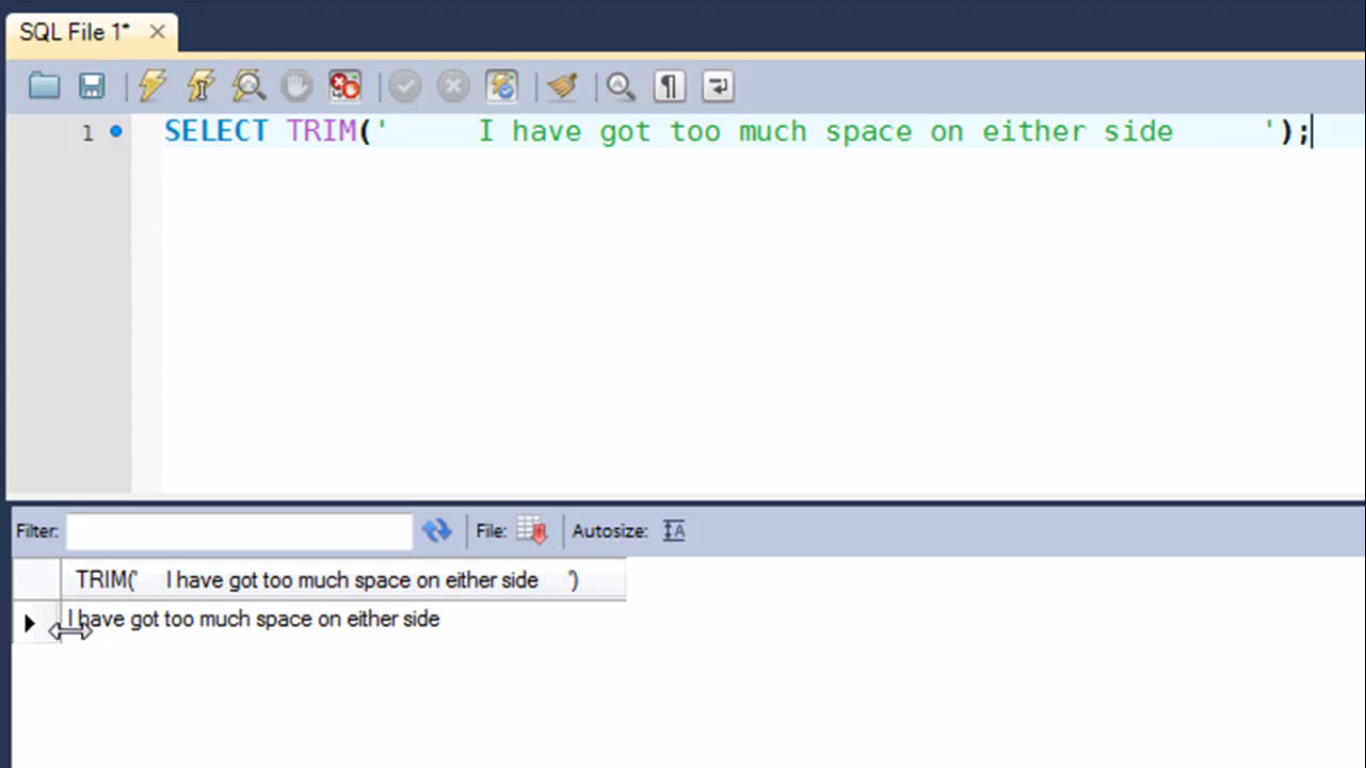 SQL File 1*
1 SELECT TRIM('     I have got too much space on either side     ');
Filter: File: Autosize:
TRIM('     I have got too much space on either side     ')
I have got too much space on either side